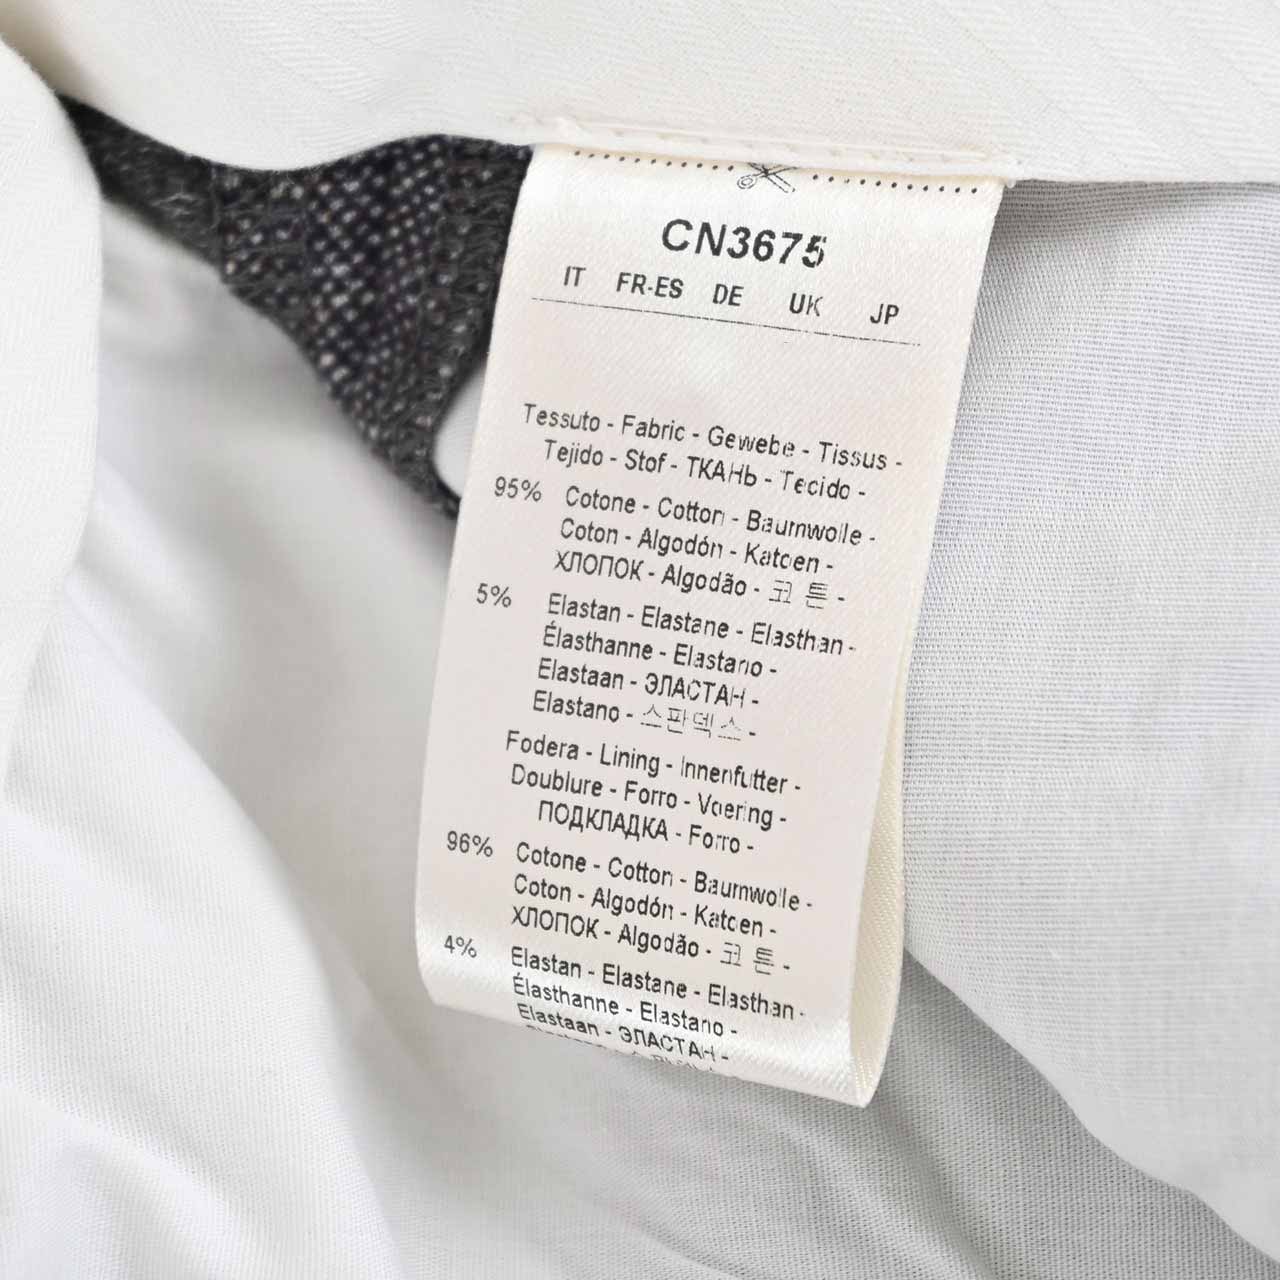 CN3675
IT FR-ES DE UK JP
Tessuto - Fabric - Gewebe - Tissus -
Tejido - Stof - ТКАНЬ - Tecido -
95% Cotone - Cotton - Baumwolle -
Coton - Algodón - Katoen -
ХЛОПОК - Algodão - 코 튼 -
5% Elastan - Elastane - Elasthan -
Élasthanne - Elastano -
Elastaan - ЭЛАСТАН -
Elastano - 스판덱스 -
Fodera - Lining - Innenfutter -
Doublure - Forro - Voering -
ПОДКЛАДКА - Forro -
96% Cotone - Cotton - Baumwolle -
Coton - Algodón - Katoen -
ХЛОПОК - Algodão - 코 튼 -
4% Elastan - Elastane - Elasthan -
Élasthanne - Elastano -
Elastaan - ЭЛАСТАН -